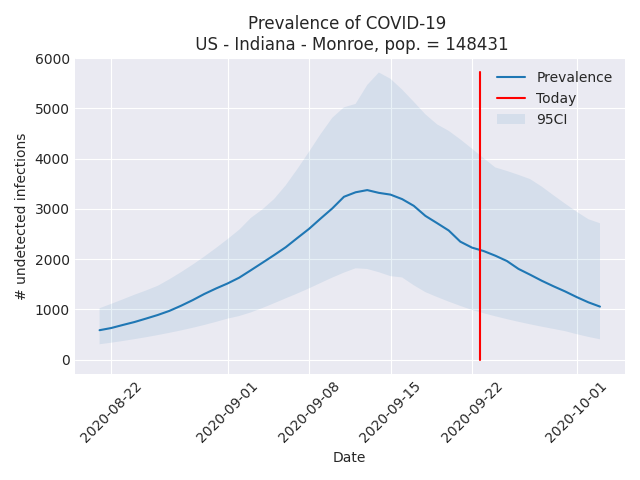 Prevalence of COVID-19
US - Indiana - Monroe, pop. = 148431
6000
5000
4000
3000
2000
1000
0
# undetected infections
Prevalence
Today
95CI
2020-08-22
2020-09-01
2020-09-08
2020-09-15
2020-09-22
2020-10-01
Date